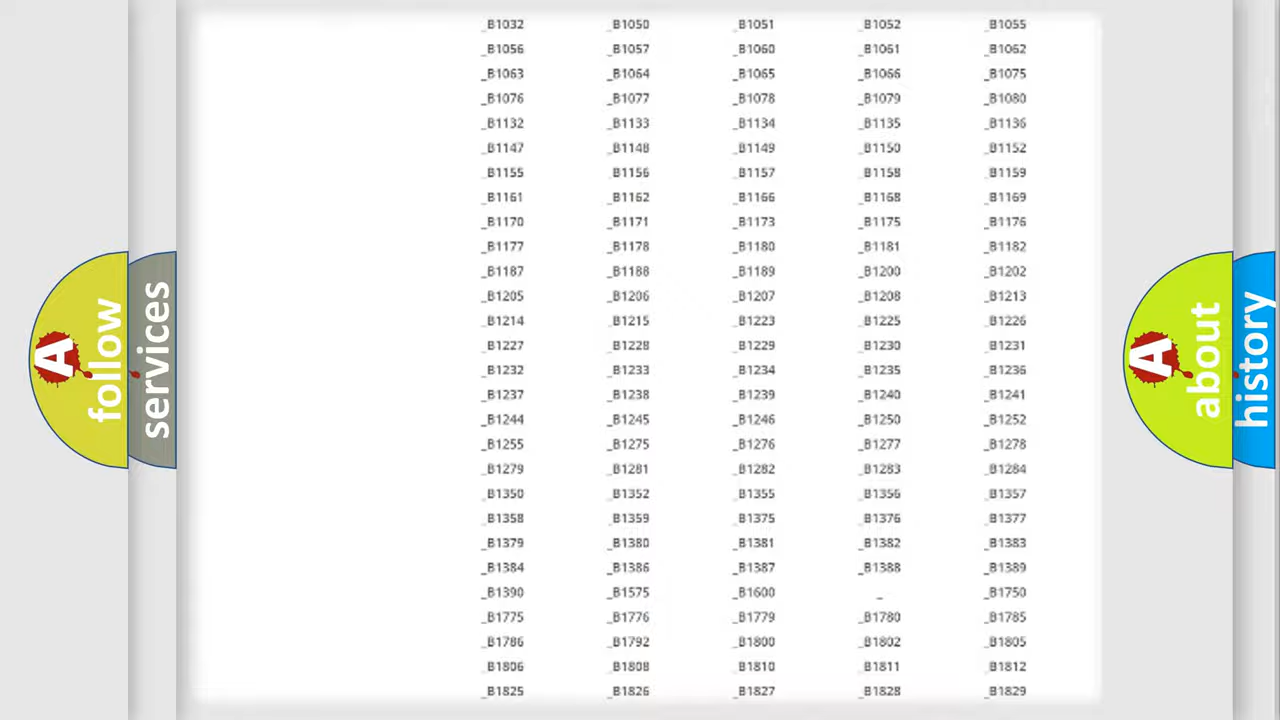 _B1032 _B1050 _B1051 _B1052 _B1055
_B1056 _B1057 _B1060 _B1061 _B1062
_B1063 _B1064 _B1065 _B1066 _B1075
_B1076 _B1077 _B1078 _B1079 _B1080
_B1132 _B1133 _B1134 _B1135 _B1136
_B1147 _B1148 _B1149 _B1150 _B1152
_B1155 _B1156 _B1157 _B1158 _B1159
_B1161 _B1162 _B1166 _B1168 _B1169
_B1170 _B1171 _B1173 _B1175 _B1176
_B1177 _B1178 _B1180 _B1181 _B1182
_B1187 _B1188 _B1189 _B1200 _B1202
_B1205 _B1206 _B1207 _B1208 _B1213
_B1214 _B1215 _B1223 _B1225 _B1226
_B1227 _B1228 _B1229 _B1230 _B1231
_B1232 _B1233 _B1234 _B1235 _B1236
_B1237 _B1238 _B1239 _B1240 _B1241
_B1244 _B1245 _B1246 _B1250 _B1252
_B1255 _B1275 _B1276 _B1277 _B1278
_B1279 _B1281 _B1282 _B1283 _B1284
_B1350 _B1352 _B1355 _B1356 _B1357
_B1358 _B1359 _B1375 _B1376 _B1377
_B1379 _B1380 _B1381 _B1382 _B1383
_B1384 _B1386 _B1387 _B1388 _B1389
_B1390 _B1575 _B1600 _ _B1750
_B1775 _B1776 _B1779 _B1780 _B1785
_B1786 _B1792 _B1800 _B1802 _B1805
_B1806 _B1808 _B1810 _B1811 _B1812
_B1825 _B1826 _B1827 _B1828 _B1829
A
follow
services
A
about
history